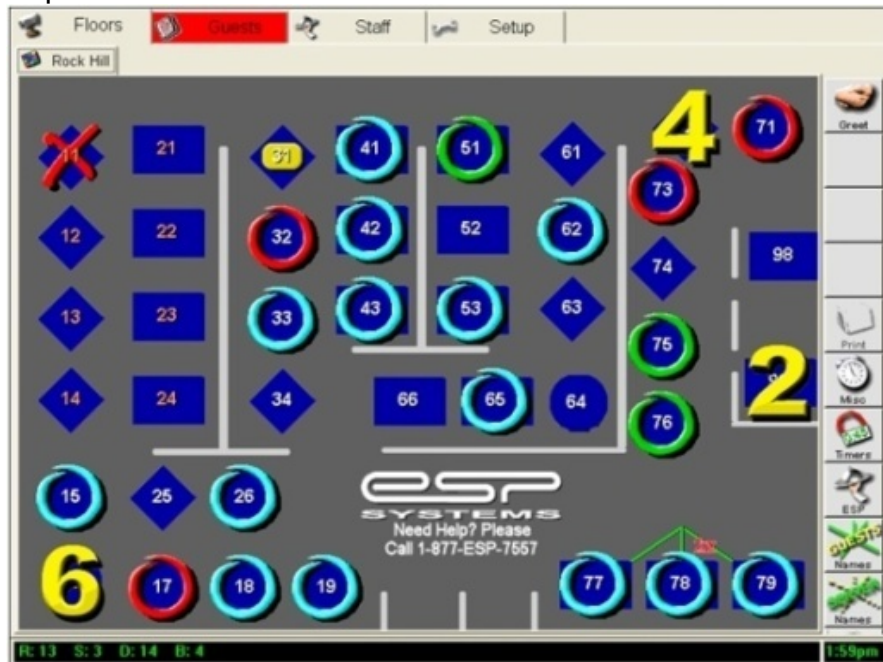 Floors Guests Staff Setup
Rock Hill
11 21 31 41 51 61 4 71
73
12 22 32 42 52 62 74 98
13 23 33 43 53 63 75
14 24 34 66 65 64 76 2
15 25 26
esp
SYSTEMS
Need Help? Please
Call 1-877-ESP-7557
6 17 18 19 77 78 79
Greet
Print
Misc
Timers
ESP
GUESTS
Names
Names
R: 13 S: 3 D: 14 B: 4 1:59pm